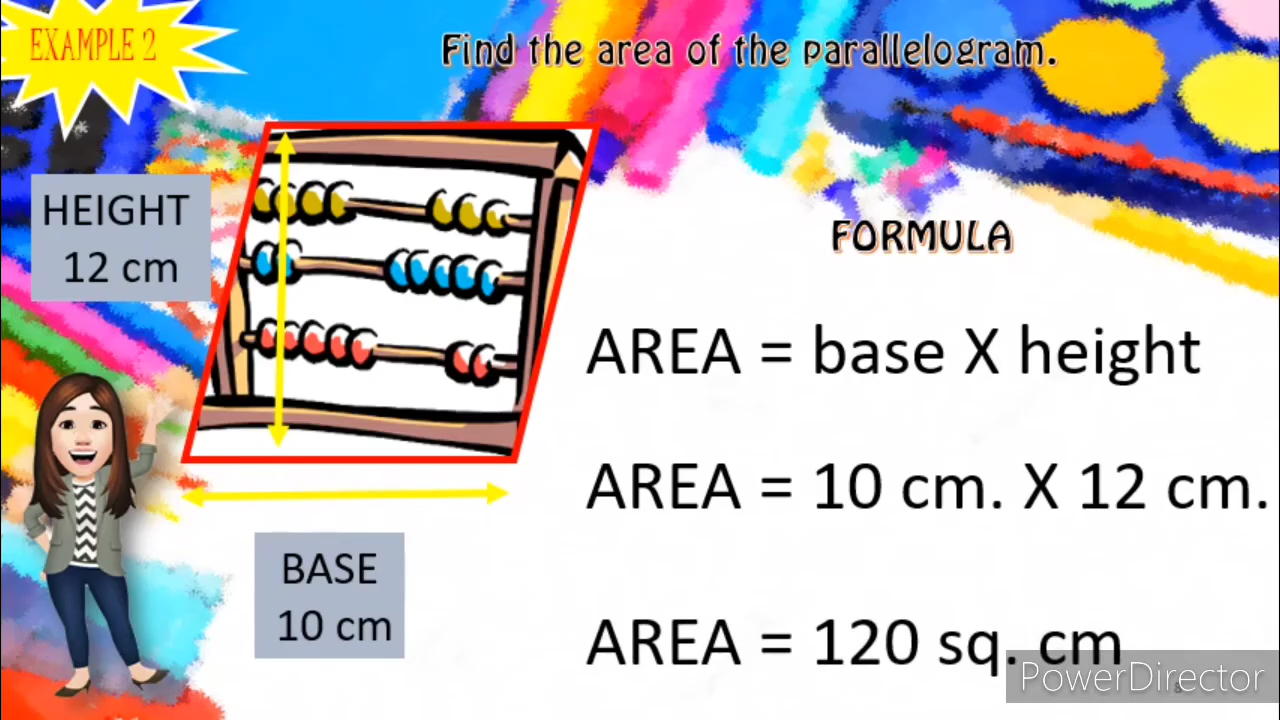 EXAMPLE 2
Find the area of the parallelogram.
HEIGHT
12 cm
FORMULA
AREA = base X height
AREA = 10 cm. X 12 cm.
BASE
10 cm
AREA = 120 sq. cm
PowerDirector